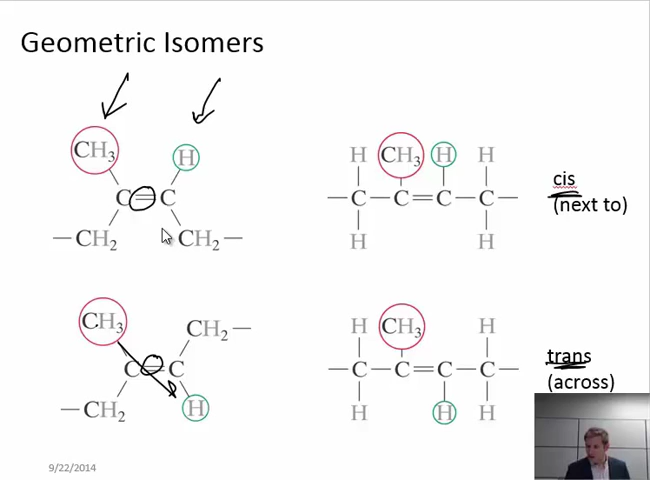 Geometric Isomers
CH₃ H
C=C
—CH₂ CH₂—
H CH₃ H H
—C—C=C—C—
H H
cis
(next to)
CH₃ CH₂—
C=C
—CH₂ H
H CH₃ H
—C—C=C—C—
H H H
trans
(across)
9/22/2014